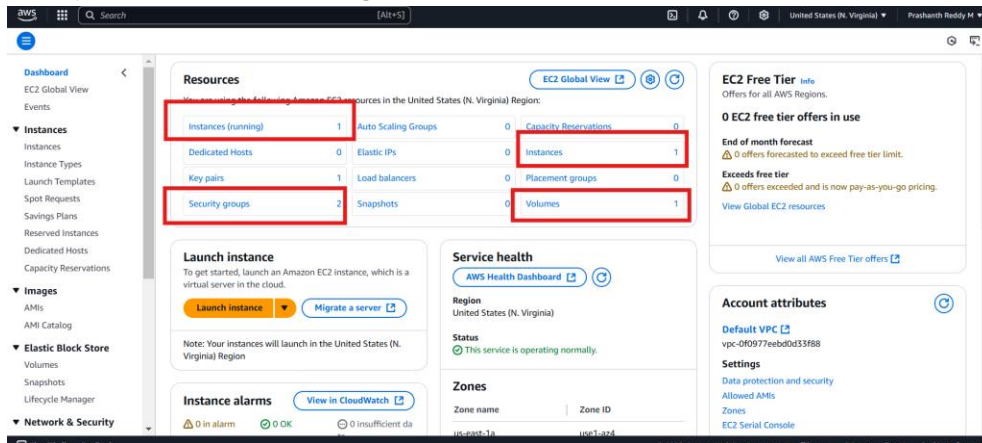 aws Search [Alt+S] United States (N. Virginia) Prashanth Reddy M
Dashboard
EC2 Global View
Events
Instances
Instances
Instance Types
Launch Templates
Spot Requests
Savings Plans
Reserved Instances
Dedicated Hosts
Capacity Reservations
Images
AMIs
AMI Catalog
Elastic Block Store
Volumes
Snapshots
Lifecycle Manager
Network & Security
Resources
EC2 Global View
You are using the following Amazon EC2 resources in the United States (N. Virginia) Region:
Instances (running) 1 Auto Scaling Groups 0 Capacity Reservations 0
Dedicated Hosts 0 Elastic IPs 0 Instances 1
Key pairs 1 Load balancers 0 Placement groups 0
Security groups 2 Snapshots 0 Volumes 1
Launch instance
To get started, launch an Amazon EC2 instance, which is a
virtual server in the cloud.
Launch instance Migrate a server
Note: Your instances will launch in the United States (N.
Virginia) Region
Instance alarms View in CloudWatch
0 in alarm 0 OK 0 insufficient da
Service health
AWS Health Dashboard
Region
United States (N. Virginia)
Status
This service is operating normally.
Zones
Zone name Zone ID
us-east-1a use1-az4
EC2 Free Tier Info
Offers for all AWS Regions.
0 EC2 free tier offers in use
End of month forecast
0 offers forecasted to exceed free tier limit.
Exceeds free tier
0 offers exceeded and is now pay-as-you-go pricing.
View Global EC2 resources
View all AWS Free Tier offers
Account attributes
Default VPC
vpc-0f0977eebd0d33f88
Settings
Data protection and security
Allowed AMIs
Zones
EC2 Serial Console